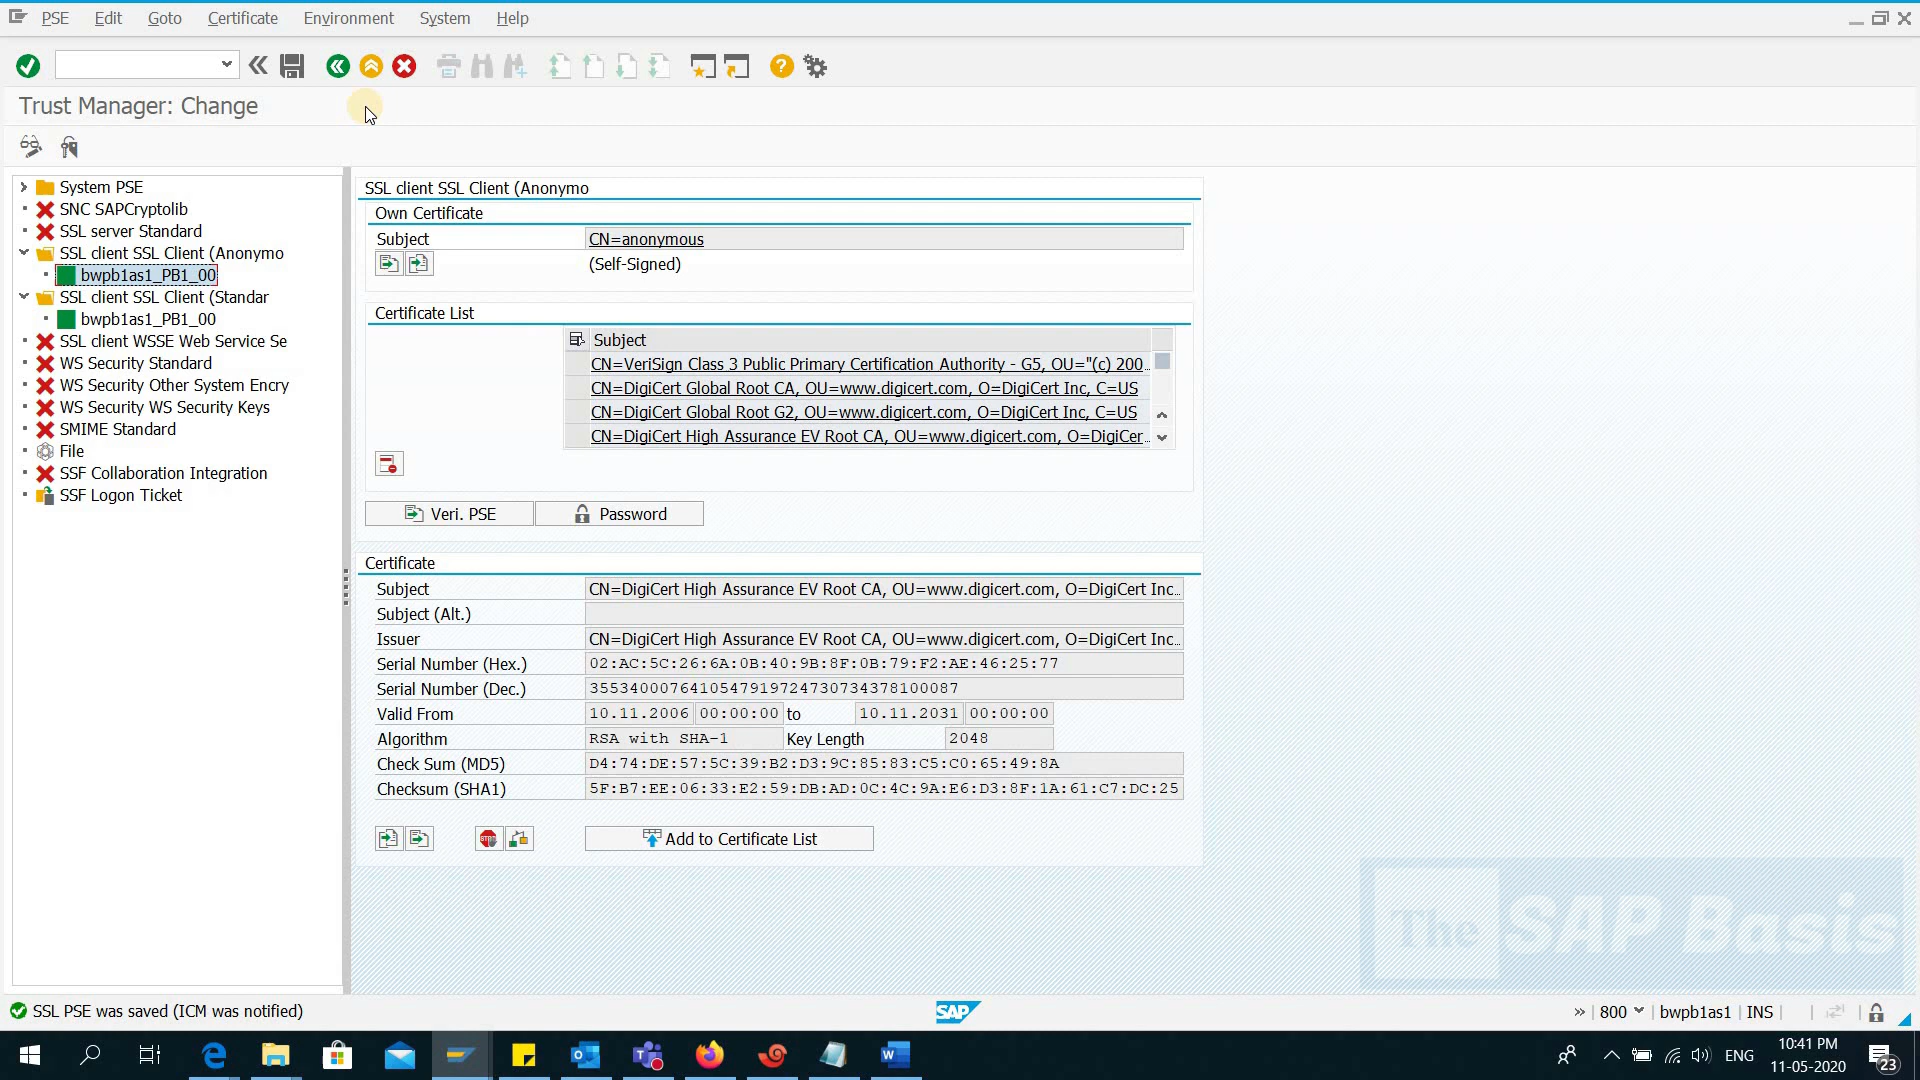 PSE Edit Goto Certificate Environment System Help
Trust Manager: Change
System PSE
SNC SAPCryptolib
SSL server Standard
SSL client SSL Client (Anonymo
bwpb1as1_PB1_00
SSL client SSL Client (Standar
bwpb1as1_PB1_00
SSL client WSSE Web Service Se
WS Security Standard
WS Security Other System Encry
WS Security WS Security Keys
SMIME Standard
File
SSF Collaboration Integration
SSF Logon Ticket
SSL client SSL Client (Anonymo
Own Certificate
Subject CN=anonymous
(Self-Signed)
Certificate List
Subject
CN=VeriSign Class 3 Public Primary Certification Authority - G5, OU="(c) 200...
CN=DigiCert Global Root CA, OU=www.digicert.com, O=DigiCert Inc, C=US
CN=DigiCert Global Root G2, OU=www.digicert.com, O=DigiCert Inc, C=US
CN=DigiCert High Assurance EV Root CA, OU=www.digicert.com, O=DigiCer...
Veri. PSE Password
Certificate
Subject CN=DigiCert High Assurance EV Root CA, OU=www.digicert.com, O=DigiCert Inc...
Subject (Alt.)
Issuer CN=DigiCert High Assurance EV Root CA, OU=www.digicert.com, O=DigiCert Inc...
Serial Number (Hex.) 02:AC:5C:26:6A:0B:40:9B:8F:0B:79:F2:AE:46:25:77
Serial Number (Dec.) 3553400076410547919724730734378100087
Valid From 10.11.2006 00:00:00 to 10.11.2031 00:00:00
Algorithm RSA with SHA-1 Key Length 2048
Check Sum (MD5) D4:74:DE:57:5C:39:B2:D3:9C:85:83:C5:C0:65:49:8A
Checksum (SHA1) 5F:B7:EE:06:33:E2:59:DB:AD:0C:4C:9A:E6:D3:8F:1A:61:C7:DC:25
STOP
Add to Certificate List
The SAP Basis
SSL PSE was saved (ICM was notified) SAP 800 bwpb1as1 INS
ENG 10:41 PM
11-05-2020 23